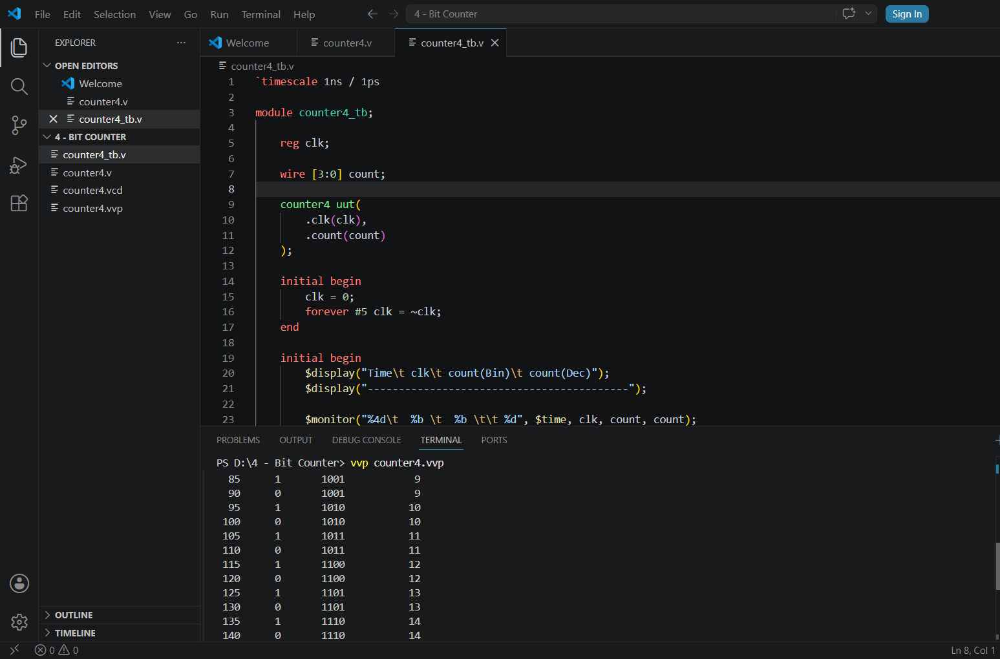 File Edit Selection View Go Run Terminal Help
4 - Bit Counter
Sign In
EXPLORER
OPEN EDITORS
Welcome
counter4.v
counter4_tb.v
4 - BIT COUNTER
counter4_tb.v
counter4.v
counter4.vcd
counter4.vvp
OUTLINE
TIMELINE
Welcome counter4.v counter4_tb.v
counter4_tb.v
1 `timescale 1ns / 1ps
2
3 module counter4_tb;
4
5 reg clk;
6
7 wire [3:0] count;
8
9 counter4 uut(
10 .clk(clk),
11 .count(count)
12 );
13
14 initial begin
15 clk = 0;
16 forever #5 clk = ~clk;
17 end
18
19 initial begin
20 $display("Time\t clk\t count(Bin)\t count(Dec)");
21 $display("------------------------------------------");
22
23 $monitor("%4d\t  %b \t  %b \t\t %d", $time, clk, count, count);
PROBLEMS OUTPUT DEBUG CONSOLE TERMINAL PORTS
PS D:\4 - Bit Counter> vvp counter4.vvp
85 1 1001 9
90 0 1001 9
95 1 1010 10
100 0 1010 10
105 1 1011 11
110 0 1011 11
115 1 1100 12
120 0 1100 12
125 1 1101 13
130 0 1101 13
135 1 1110 14
140 0 1110 14
0 0
Ln 8, Col 1